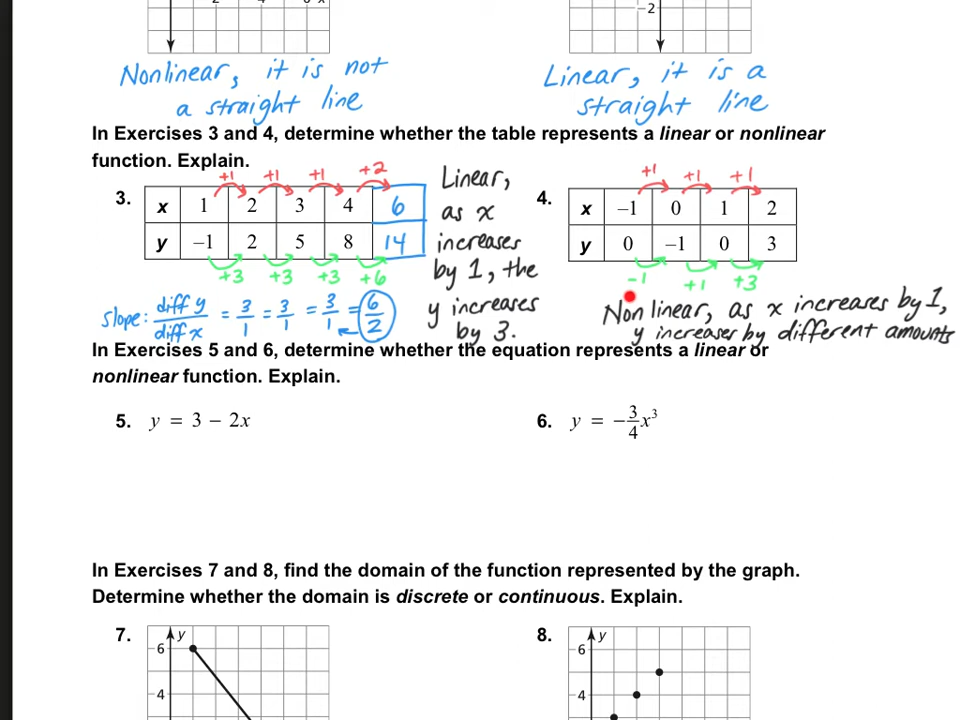 -2
Nonlinear, it is not
a straight line
Linear, it is a
straight line
In Exercises 3 and 4, determine whether the table represents a linear or nonlinear
function. Explain.
3.
+1 +1 +1 +2
x 1 2 3 4 6
y -1 2 5 8 14
+3 +3 +3 +6
slope: diff y / diff x = 3/1 = 3/1 = 3/1 = 6/2
Linear,
as x
increases
by 1, the
y increases
by 3.
4.
+1 +1 +1
x -1 0 1 2
y 0 -1 0 3
-1 +1 +3
Non linear, as x increases by 1,
y increases by different amounts
In Exercises 5 and 6, determine whether the equation represents a linear or
nonlinear function. Explain.
5. y = 3 - 2x
6. y = -3/4 x³
In Exercises 7 and 8, find the domain of the function represented by the graph.
Determine whether the domain is discrete or continuous. Explain.
7.
y
6
4
8.
y
6
4